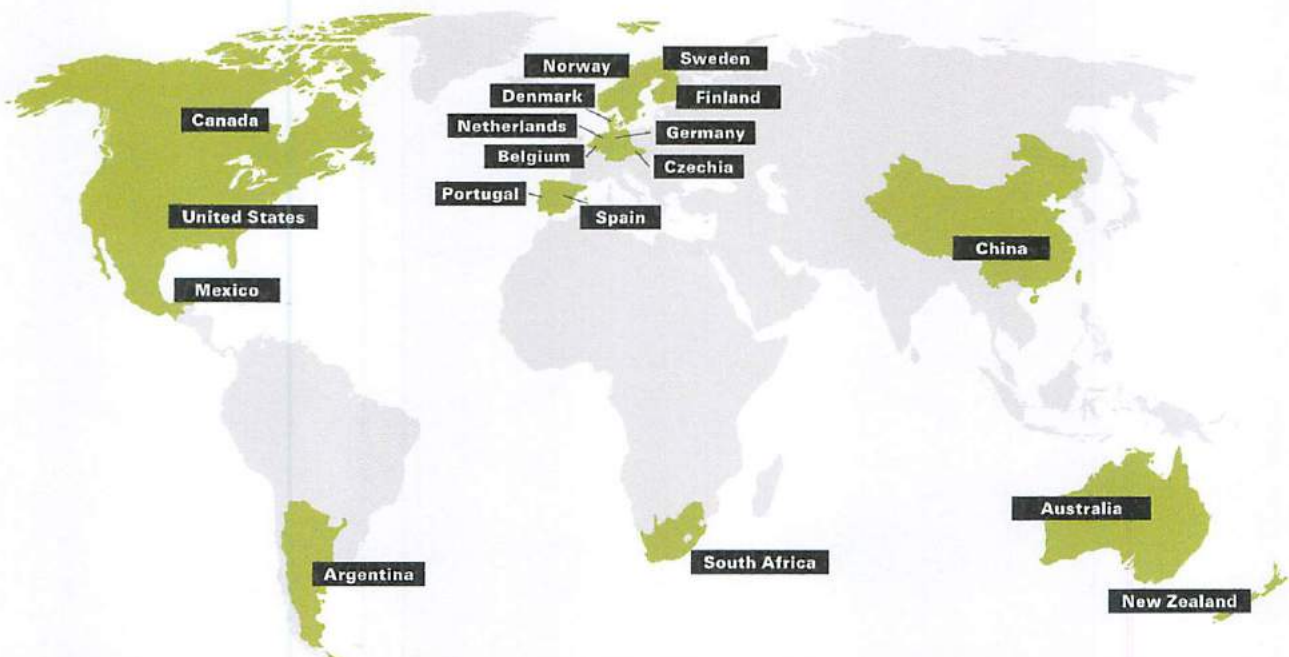 Norway
Sweden
Denmark
Finland
Canada
Netherlands
Germany
Belgium
Czechia
Portugal
Spain
United States
China
Mexico
Australia
South Africa
Argentina
New Zealand